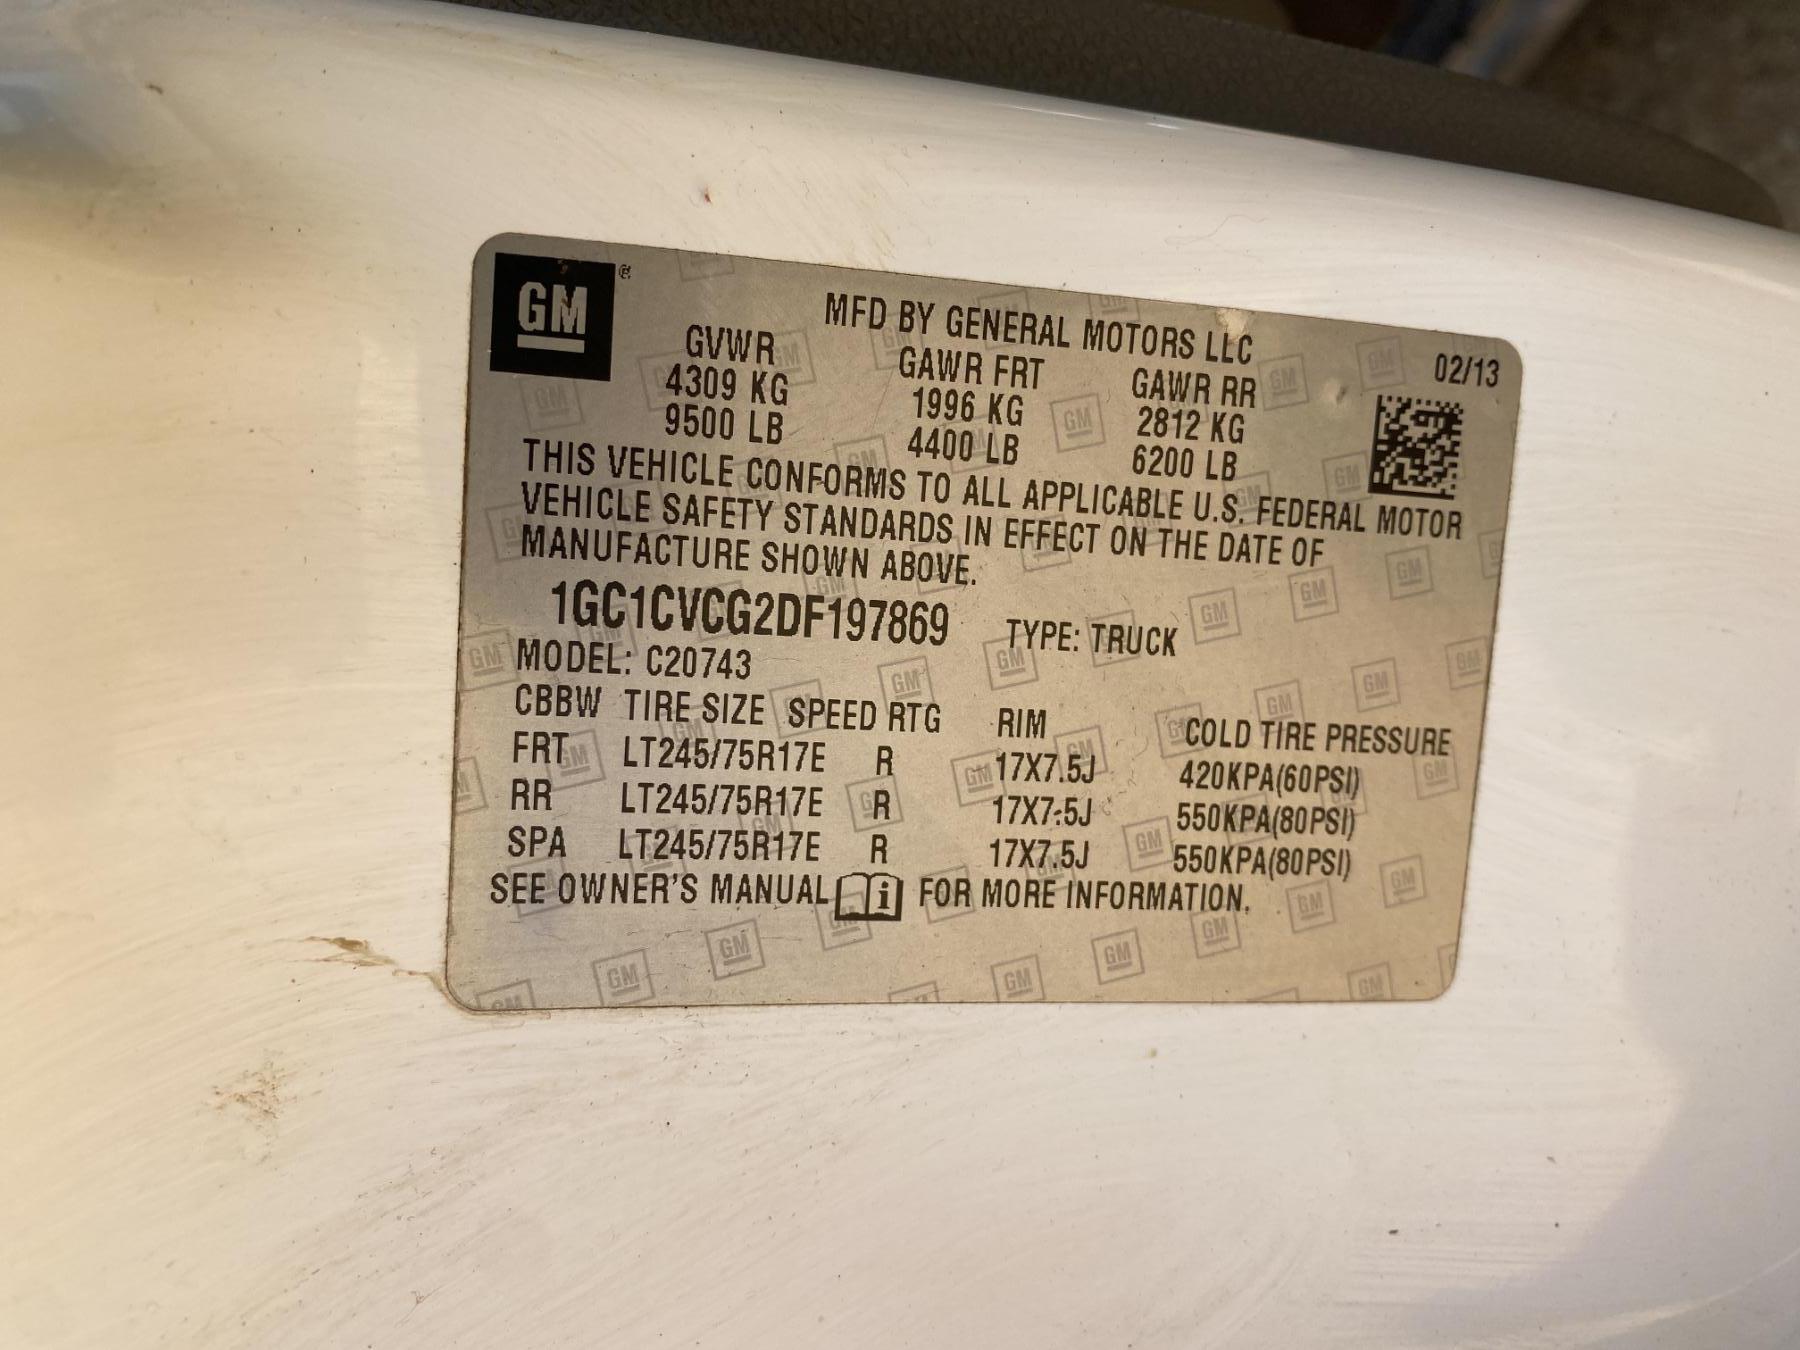 GM
MFD BY GENERAL MOTORS LLC
02/13
GVWR GAWR FRT GAWR RR
4309 KG 1996 KG 2812 KG
9500 LB 4400 LB 6200 LB
THIS VEHICLE CONFORMS TO ALL APPLICABLE U.S. FEDERAL MOTOR
VEHICLE SAFETY STANDARDS IN EFFECT ON THE DATE OF
MANUFACTURE SHOWN ABOVE.
1GC1CVCG2DF197869 TYPE: TRUCK
MODEL: C20743
CBBW TIRE SIZE SPEED RTG RIM COLD TIRE PRESSURE
FRT LT245/75R17E R 17X7.5J 420KPA(60PSI)
RR LT245/75R17E R 17X7.5J 550KPA(80PSI)
SPA LT245/75R17E R 17X7.5J 550KPA(80PSI)
SEE OWNER'S MANUAL i FOR MORE INFORMATION.